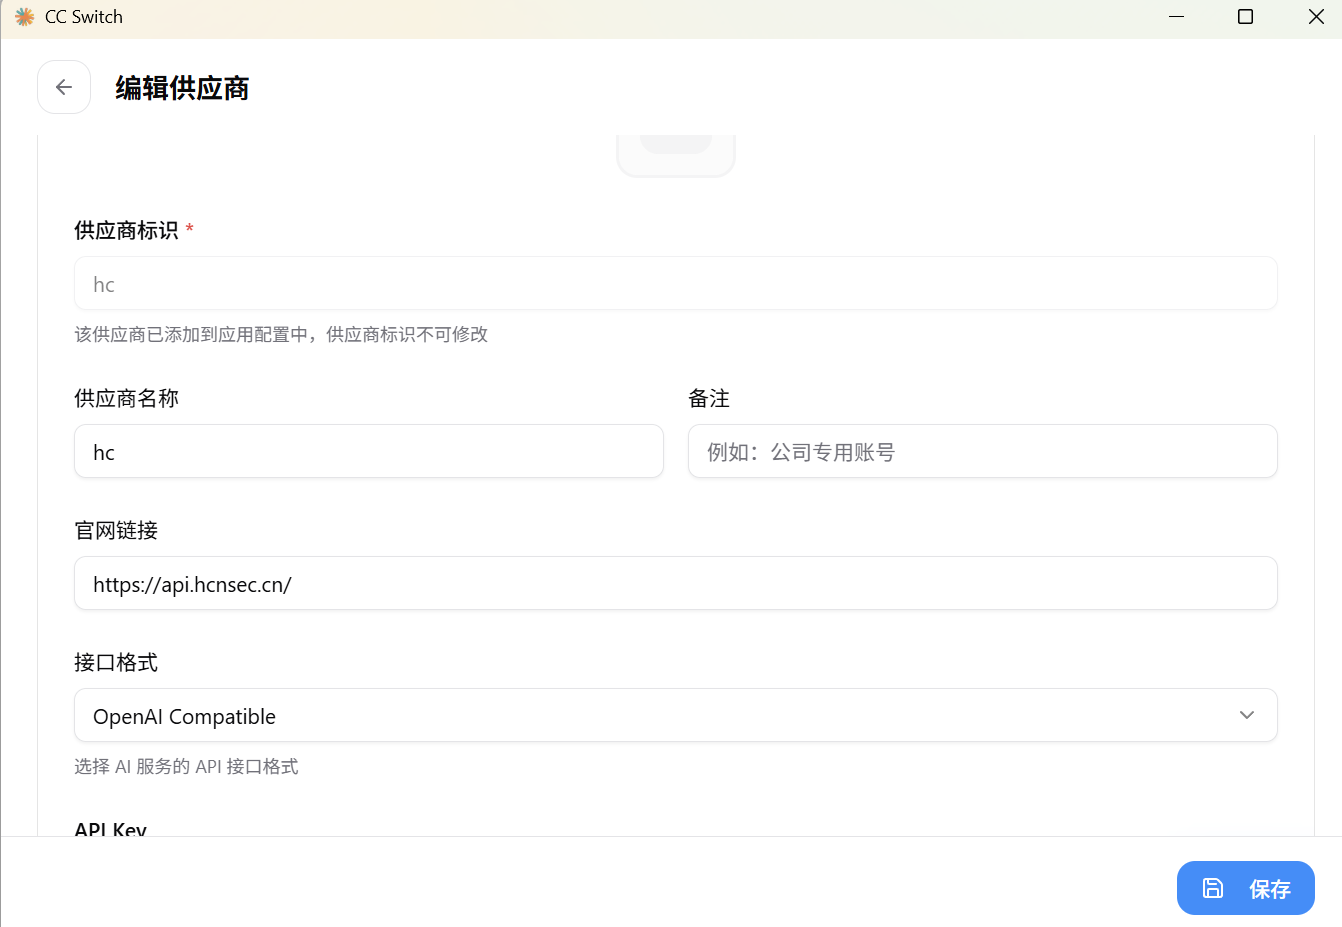 CC Switch
编辑供应商
供应商标识 *
hc
该供应商已添加到应用配置中，供应商标识不可修改
供应商名称
备注
hc
例如：公司专用账号
官网链接
https://api.hcnsec.cn/
接口格式
OpenAI Compatible
选择 AI 服务的 API 接口格式
API Key
保存